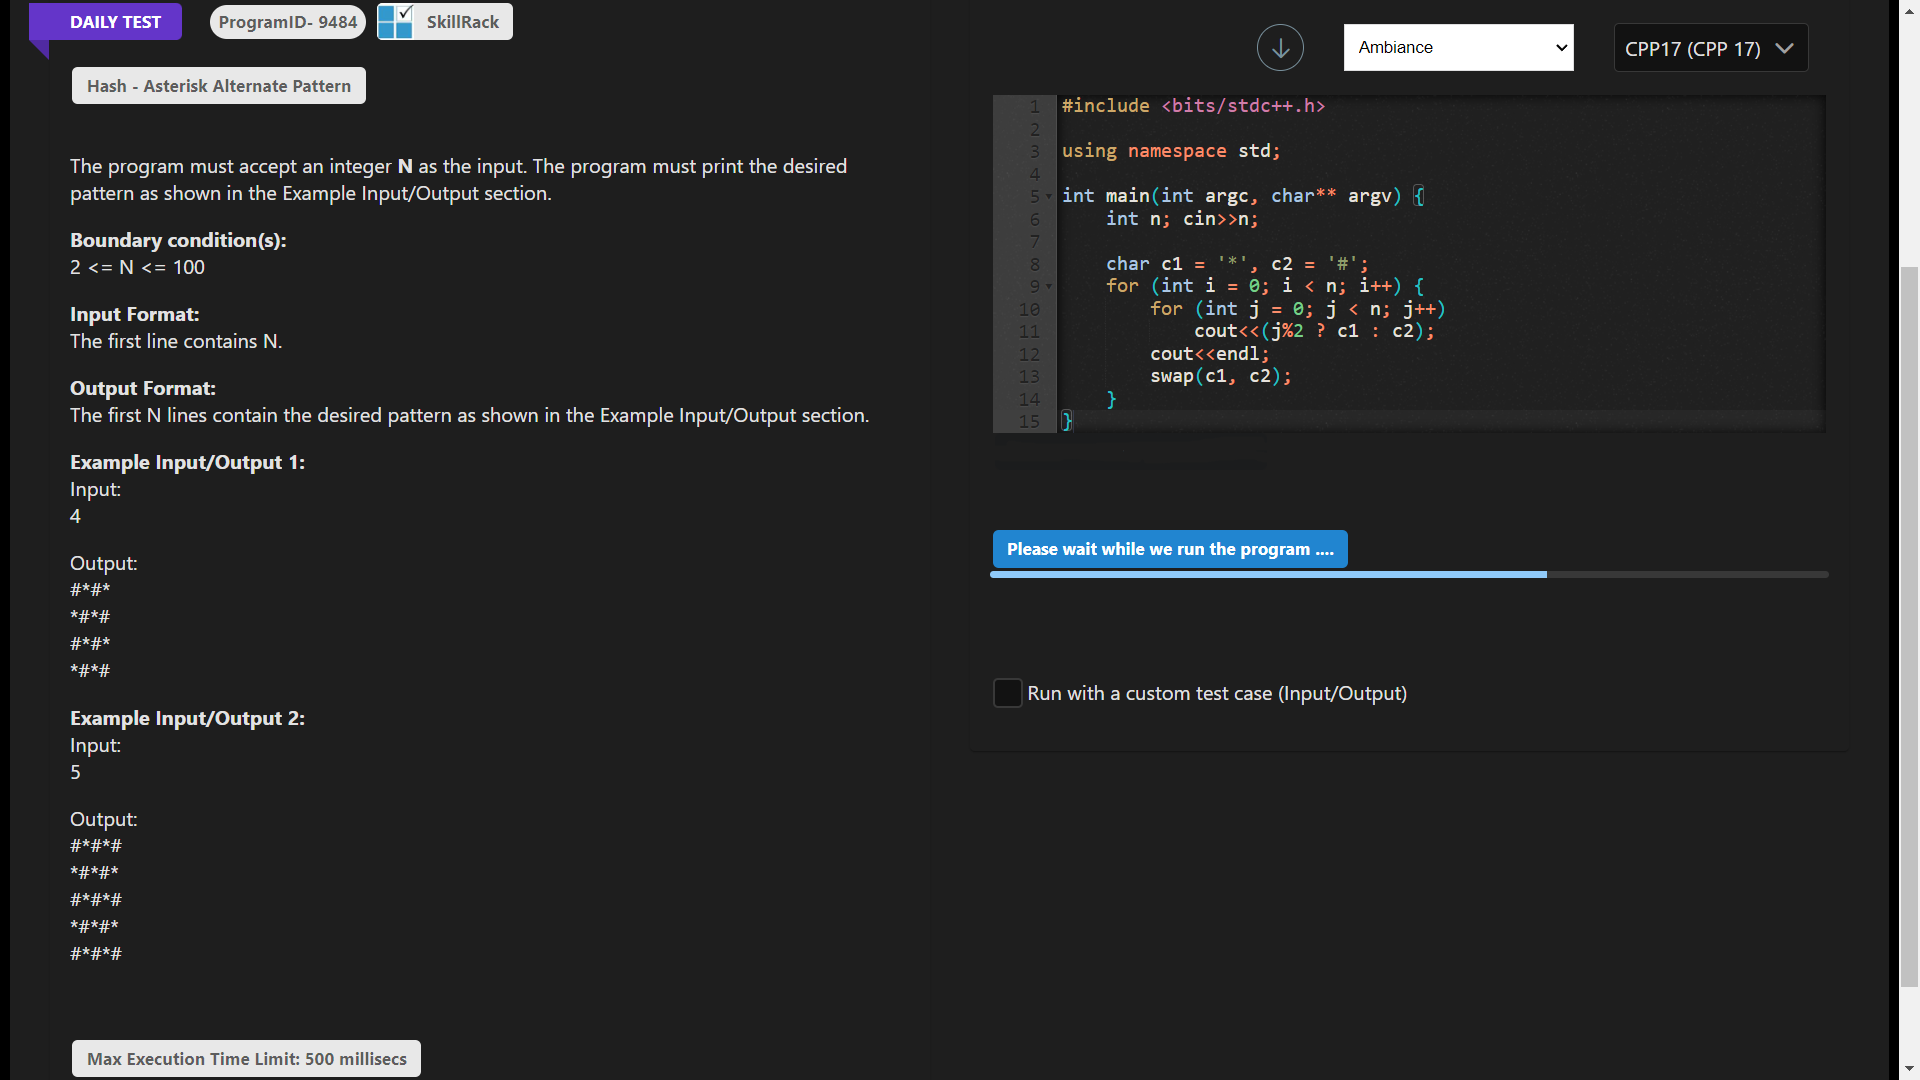 DAILY TEST
ProgramID- 9484
SkillRack
Hash - Asterisk Alternate Pattern
The program must accept an integer N as the input. The program must print the desired
pattern as shown in the Example Input/Output section.
Boundary condition(s):
2 <= N <= 100
Input Format:
The first line contains N.
Output Format:
The first N lines contain the desired pattern as shown in the Example Input/Output section.
Example Input/Output 1:
Input:
4
Output:
#*#*
*#*#
#*#*
*#*#
Example Input/Output 2:
Input:
5
Output:
#*#*#
*#*#*
#*#*#
*#*#*
#*#*#
Max Execution Time Limit: 500 millisecs
Ambiance
CPP17 (CPP 17)
1 #include <bits/stdc++.h>
2
3 using namespace std;
4
5 int main(int argc, char** argv) {
6     int n; cin>>n;
7
8     char c1 = '*', c2 = '#';
9     for (int i = 0; i < n; i++) {
10         for (int j = 0; j < n; j++)
11             cout<<(j%2 ? c1 : c2);
12         cout<<endl;
13         swap(c1, c2);
14     }
15 }
Please wait while we run the program ....
Run with a custom test case (Input/Output)